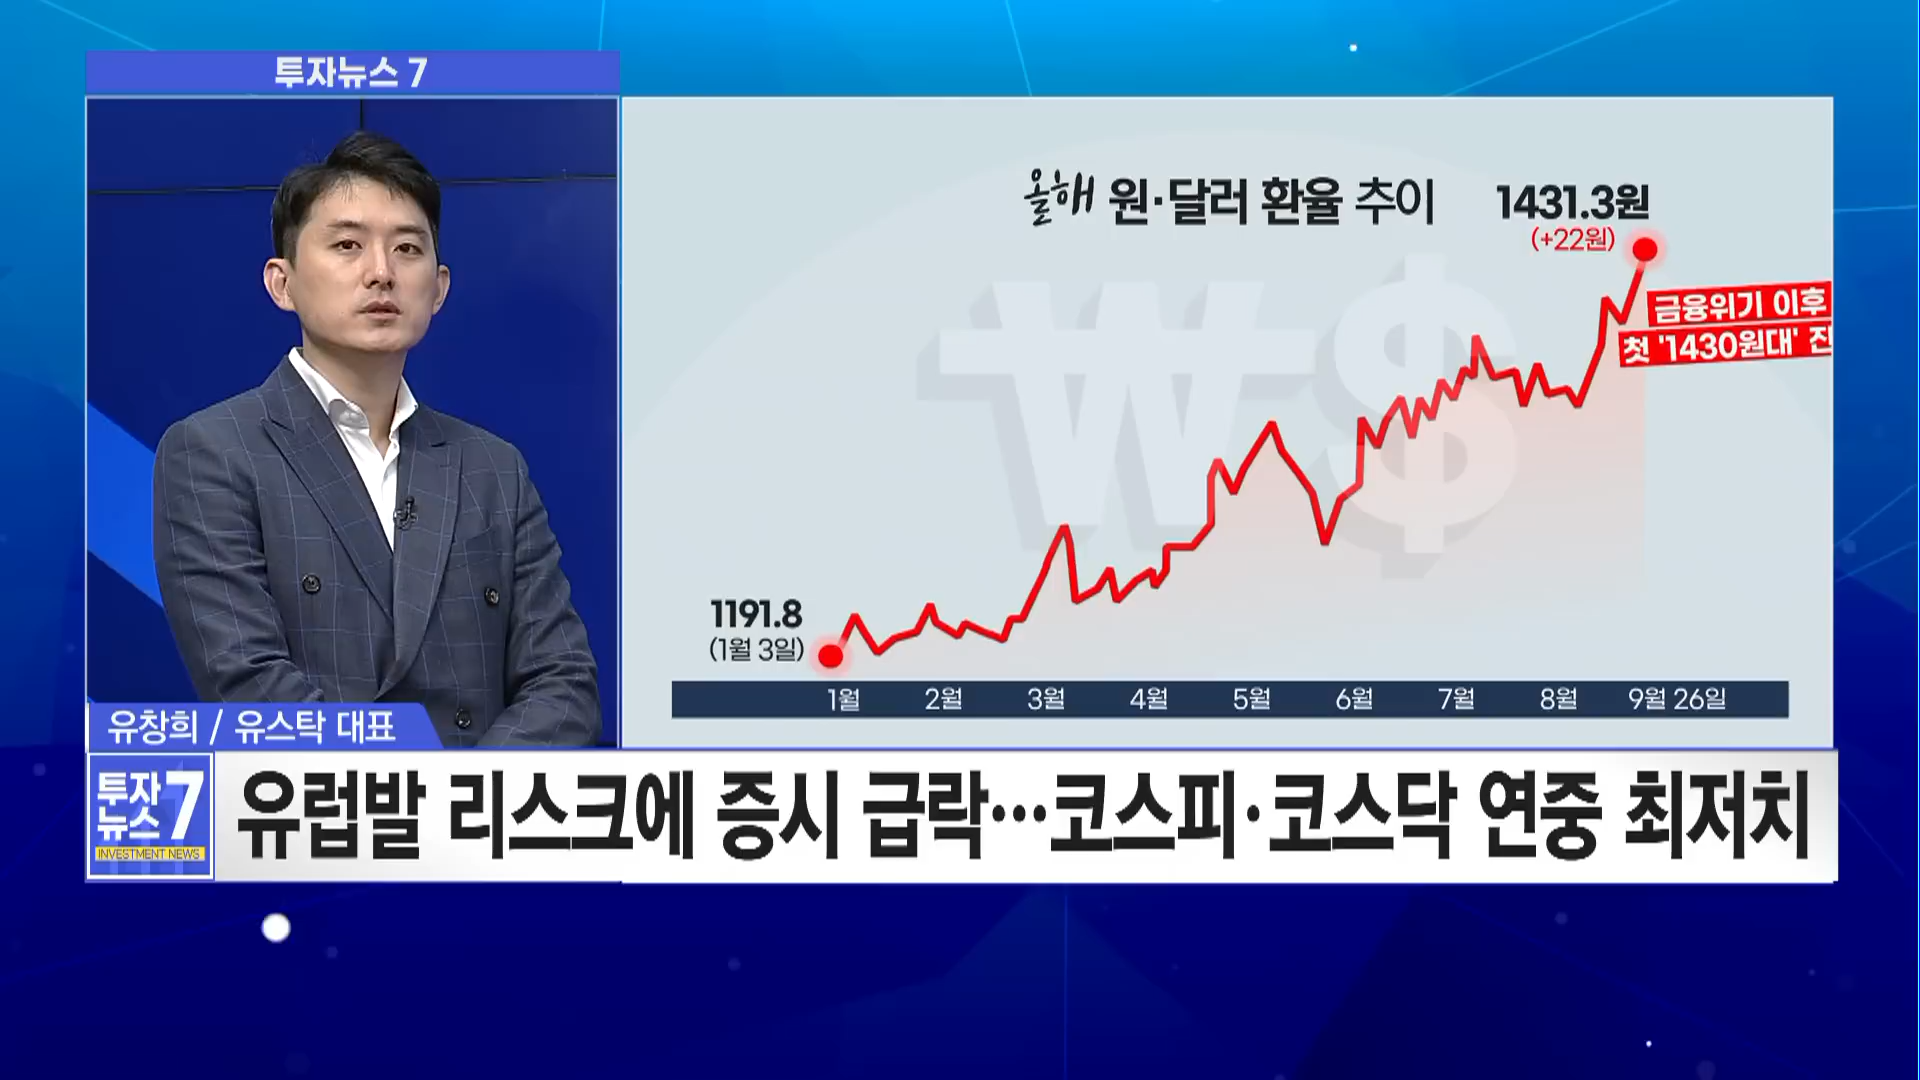 투자뉴스 7
올해 원·달러 환율 추이
1431.3원
(+22원)
금융위기 이후
첫 '1430원대'
1191.8
(1월 3일)
1월 2월 3월 4월 5월 6월 7월 8월 9월 26일
유창희 / 유스탁 대표
투자
뉴스 7
INVESTMENT NEWS
유럽발 리스크에 증시 급락…코스피·코스닥 연중 최저치